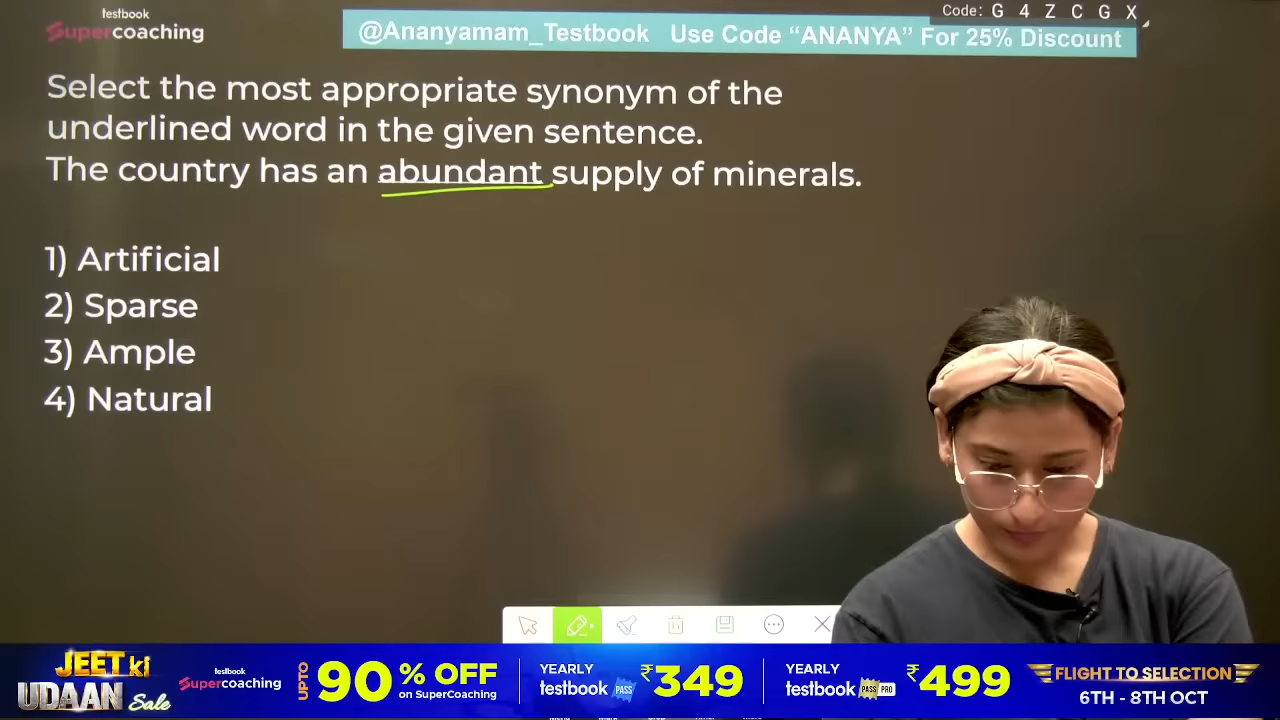 testbook
Supercoaching
@Ananyamam_Testbook Use Code “ANANYA” For 25% Discount
Code: G 4 Z C G X
Select the most appropriate synonym of the
underlined word in the given sentence.
The country has an abundant supply of minerals.
1) Artificial
2) Sparse
3) Ample
4) Natural
JEET ki
UDAAN Sale
testbook
Supercoaching
UPTO 90% OFF
on SuperCoaching
YEARLY
testbook PASS ₹349
YEARLY
testbook PASS PRO ₹499
FLIGHT TO SELECTION
6TH - 8TH OCT